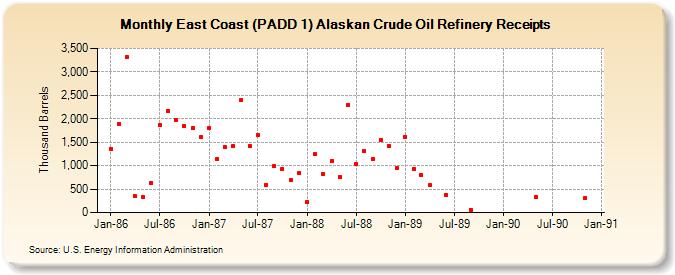 Monthly East Coast (PADD 1) Alaskan Crude Oil Refinery Receipts
Thousand Barrels
3,500
3,000
2,500
2,000
1,500
1,000
500
0
Jan-86 Jul-86 Jan-87 Jul-87 Jan-88 Jul-88 Jan-89 Jul-89 Jan-90 Jul-90 Jan-91
Source: U.S. Energy Information Administration